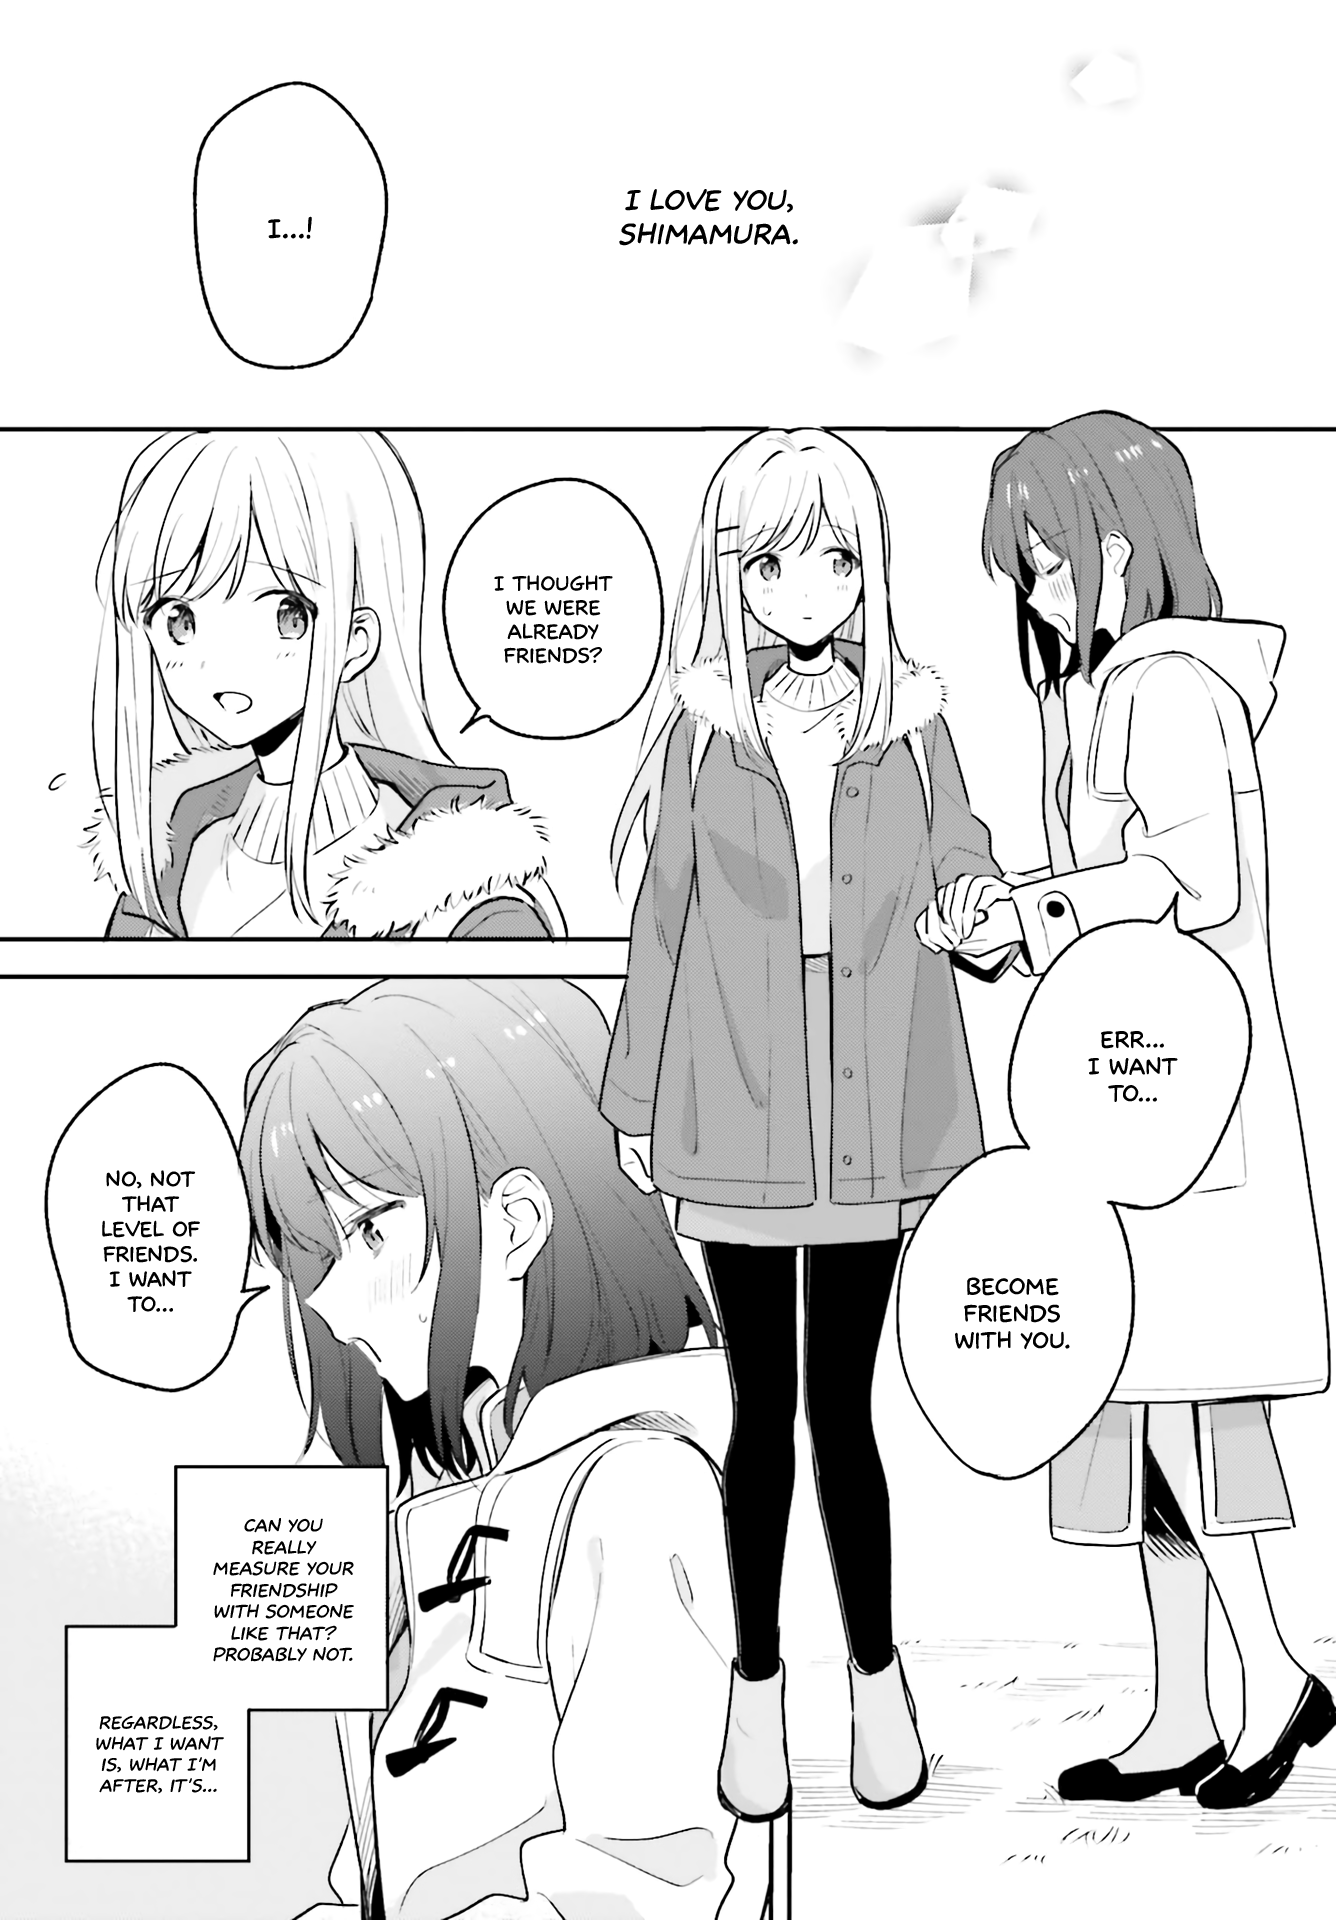 I LOVE YOU,
SHIMAMURA.
I...!
ERR...
I WANT
TO...
BECOME
FRIENDS
WITH YOU.
I THOUGHT
WE WERE
ALREADY
FRIENDS?
NO, NOT
THAT
LEVEL OF
FRIENDS.
I WANT
TO...
CAN YOU
REALLY
MEASURE YOUR
FRIENDSHIP
WITH SOMEONE
LIKE THAT?
PROBABLY NOT.
REGARDLESS,
WHAT I WANT
IS, WHAT I'M
AFTER, IT'S...